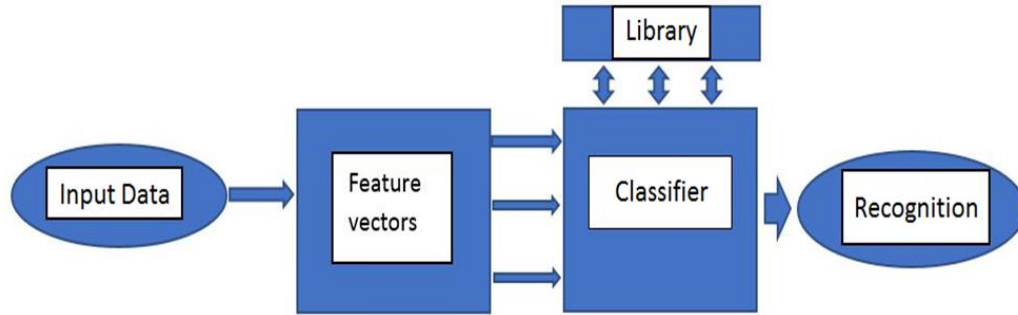 Library
Input Data
Feature
vectors
Classifier
Recognition